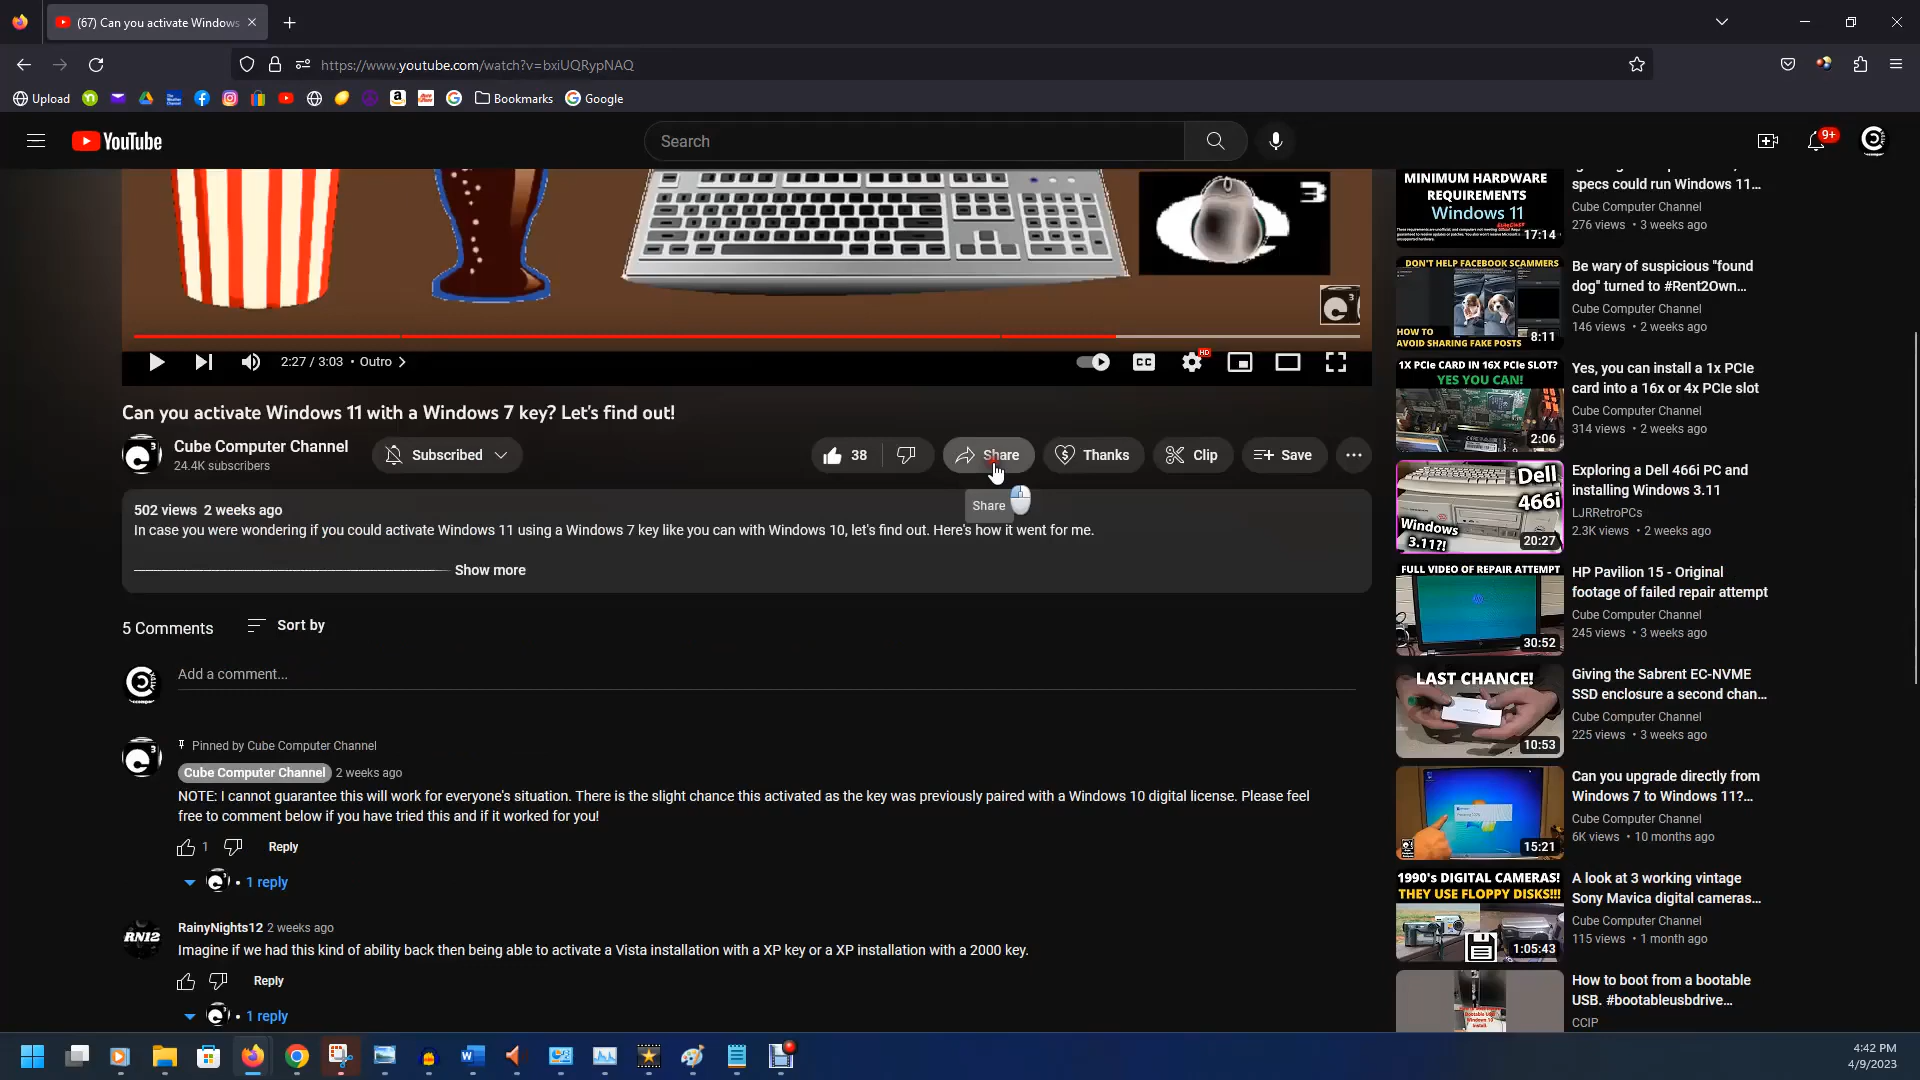 (67) Can you activate Windows
https://www.youtube.com/watch?v=bxiUQRypNAQ
Upload
Bookmarks
Google
YouTube
Search
9+
3
2:27 / 3:03 • Outro
CC
HD
Can you activate Windows 11 with a Windows 7 key? Let's find out!
Cube Computer Channel
24.4K subscribers
Subscribed
38
Share
Thanks
Clip
Save
Share
502 views 2 weeks ago
In case you were wondering if you could activate Windows 11 using a Windows 7 key like you can with Windows 10, let's find out. Here's how it went for me.
Show more
5 Comments
Sort by
Add a comment...
Pinned by Cube Computer Channel
Cube Computer Channel 2 weeks ago
NOTE: I cannot guarantee this will work for everyone's situation. There is the slight chance this activated as the key was previously paired with a Windows 10 digital license. Please feel
free to comment below if you have tried this and if it worked for you!
1
Reply
• 1 reply
RN12
RainyNights12 2 weeks ago
Imagine if we had this kind of ability back then being able to activate a Vista installation with a XP key or a XP installation with a 2000 key.
Reply
• 1 reply
MINIMUM HARDWARE
REQUIREMENTS
Windows 11
17:14
specs could run Windows 11...
Cube Computer Channel
276 views • 3 weeks ago
DON'T HELP FACEBOOK SCAMMERS
HOW TO
AVOID SHARING FAKE POSTS
8:11
Be wary of suspicious "found
dog" turned to #Rent2Own...
Cube Computer Channel
146 views • 2 weeks ago
1X PCIe CARD IN 16X PCIe SLOT?
YES YOU CAN!
2:06
Yes, you can install a 1x PCIe
card into a 16x or 4x PCIe slot
Cube Computer Channel
314 views • 2 weeks ago
Dell
466i
Windows
3.11?!
20:27
Exploring a Dell 466i PC and
installing Windows 3.11
LJRRetroPCs
2.3K views • 2 weeks ago
FULL VIDEO OF REPAIR ATTEMPT
30:52
HP Pavilion 15 - Original
footage of failed repair attempt
Cube Computer Channel
245 views • 3 weeks ago
LAST CHANCE!
10:53
Giving the Sabrent EC-NVME
SSD enclosure a second chan...
Cube Computer Channel
225 views • 3 weeks ago
15:21
Can you upgrade directly from
Windows 7 to Windows 11?...
Cube Computer Channel
6K views • 10 months ago
1990's DIGITAL CAMERAS!
THEY USE FLOPPY DISKS!!!
1:05:43
A look at 3 working vintage
Sony Mavica digital cameras...
Cube Computer Channel
115 views • 1 month ago
How to boot from a bootable
USB. #bootableusbdrive...
CCIP
4:42 PM
4/9/2023